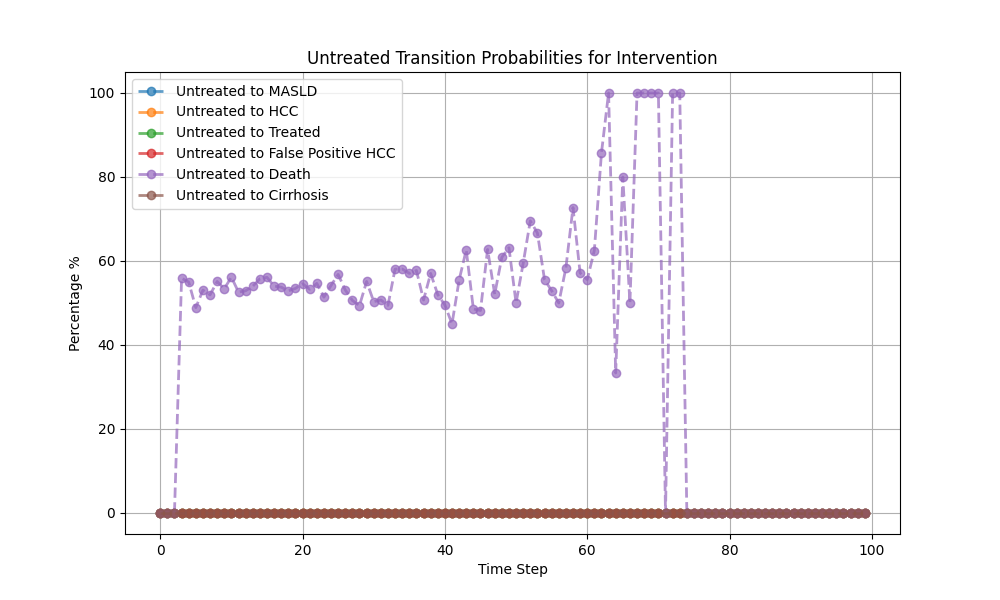 Untreated Transition Probabilities for Intervention
Untreated to MASLD
Untreated to HCC
Untreated to Treated
Untreated to False Positive HCC
Untreated to Death
Untreated to Cirrhosis
Percentage %
100
80
60
40
20
0
0 20 40 60 80 100
Time Step